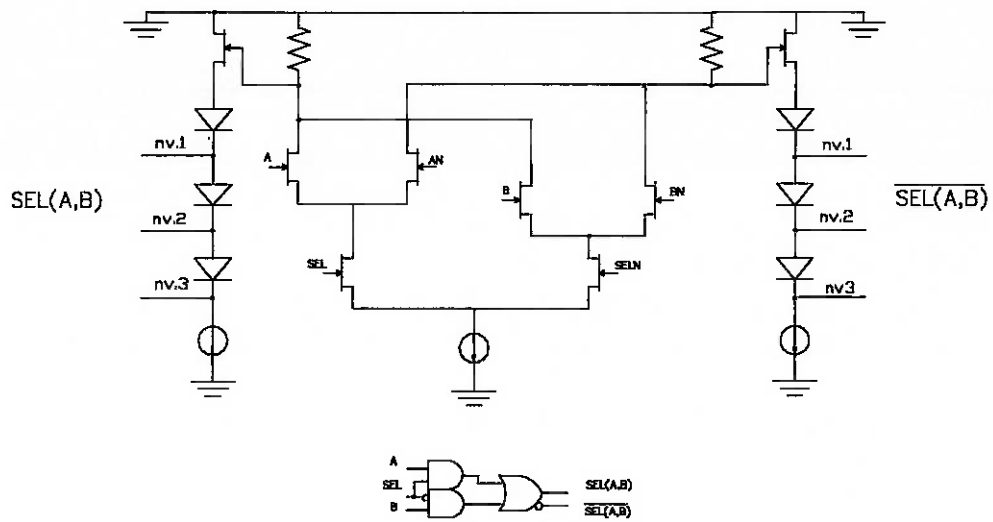 nv.1
A
AN
nv.1
SEL(A,B)
B
BN
SEL(A,B)
nv.2
nv.2
SEL
SELN
nv.3
nv3
A
SEL
B
SEL(A,B)
SEL(A,B)